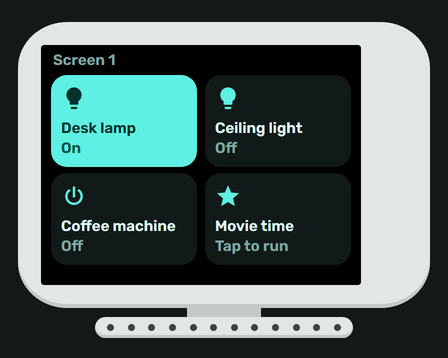 Screen 1
Desk lamp
On
Ceiling light
Off
Coffee machine
Off
Movie time
Tap to run